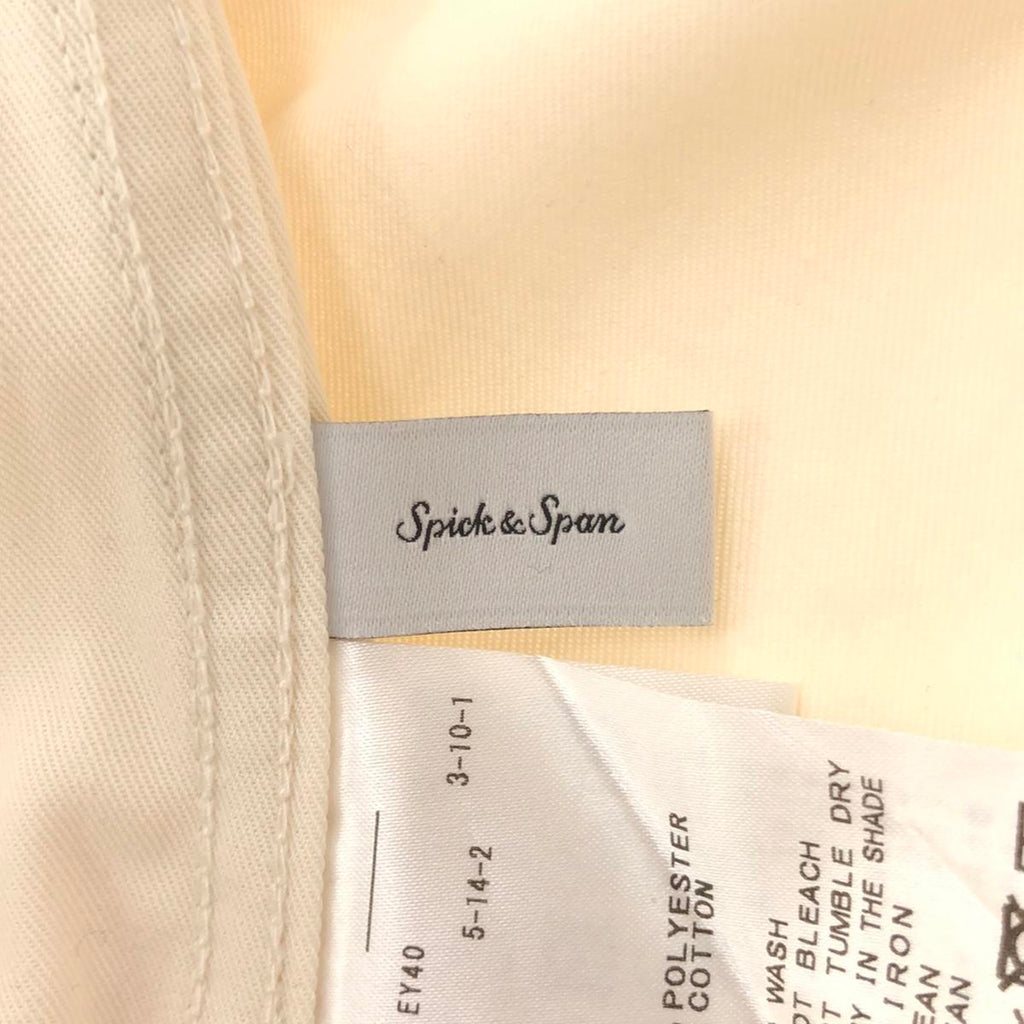 Spick & Span
3-10-1
5-14-2
EY40
POLYESTER
COTTON
WASH
BLEACH
TUMBLE DRY
IN THE SHADE
IRON